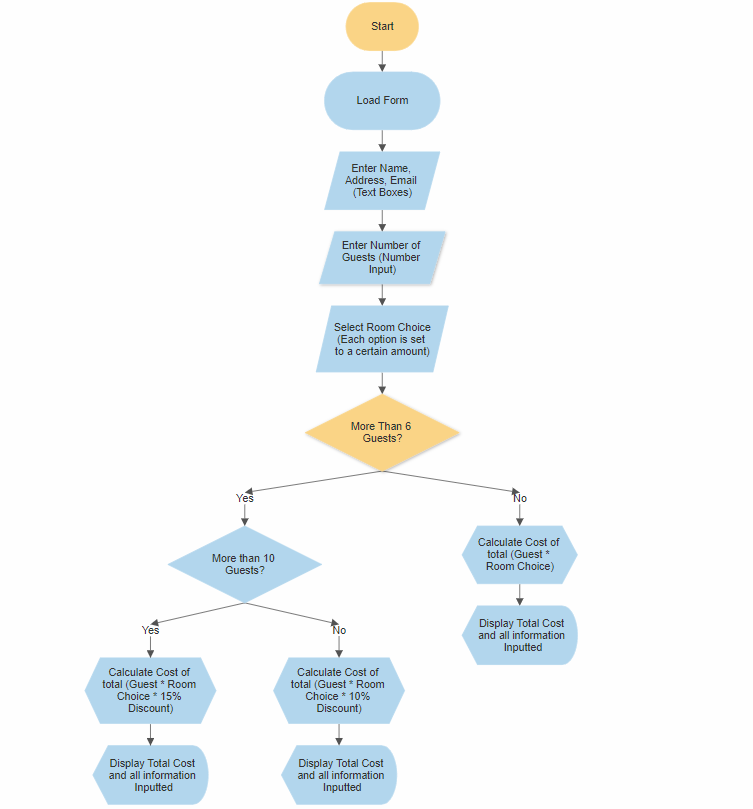 Start
Load Form
Enter Name,
Address, Email
(Text Boxes)
Enter Number of
Guests (Number
Input)
Select Room Choice
(Each option is set
to a certain amount)
More Than 6
Guests?
Yes
No
More than 10
Guests?
Calculate Cost of
total (Guest *
Room Choice)
Display Total Cost
and all information
Inputted
Yes
No
Calculate Cost of
total (Guest * Room
Choice * 15%
Discount)
Calculate Cost of
total (Guest * Room
Choice * 10%
Discount)
Display Total Cost
and all information
Inputted
Display Total Cost
and all information
Inputted